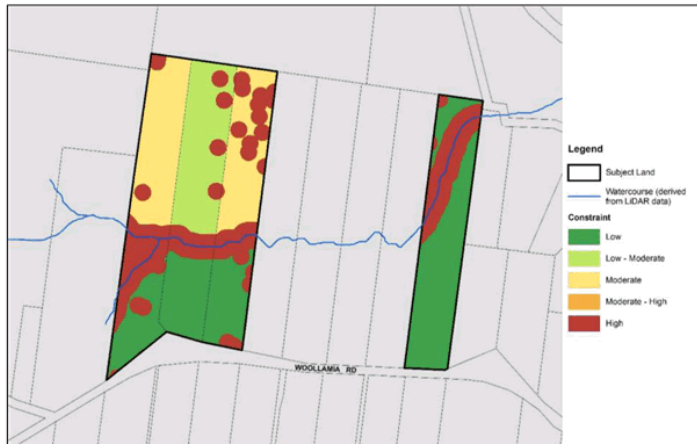 Legend
Subject Land
Watercourse (derived
from LiDAR data)
Constraint
Low
Low - Moderate
Moderate
Moderate - High
High
WOOLLAMIA RD